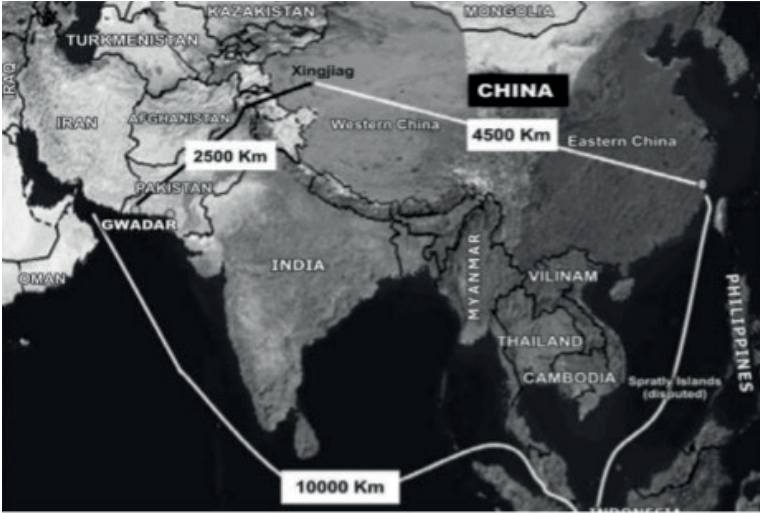 KAZAKISTAN
MONGOLIA
TURKMENISTAN
IRAQ
Xingjiag
CHINA
IRAN
AFGHANISTAN
Western China
4500 Km
Eastern China
2500 Km
PAKISTAN
GWADAR
INDIA
OMAN
MYANMAR
VILINAM
PHILIPPINES
THAILAND
CAMBODIA
Spratly Islands
(disputed)
10000 Km
INDONESIA